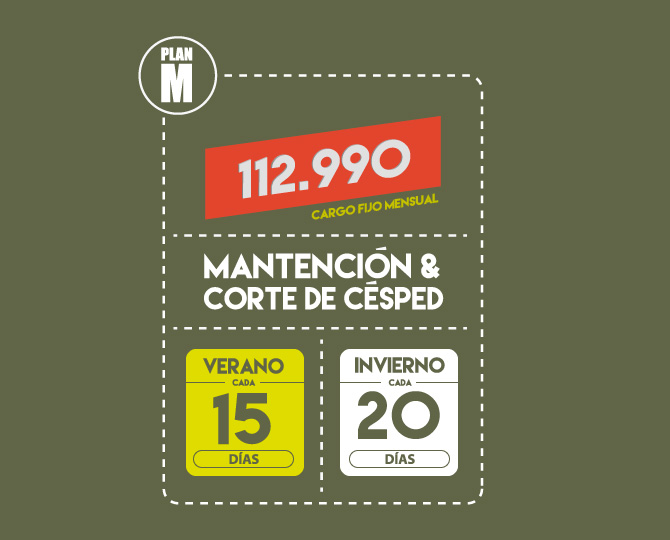 PLAN
M
112.990
CARGO FIJO MENSUAL
MANTENCIÓN &
CORTE DE CÉSPED
VERANO
CADA
15
DÍAS
INVIERNO
CADA
20
DÍAS